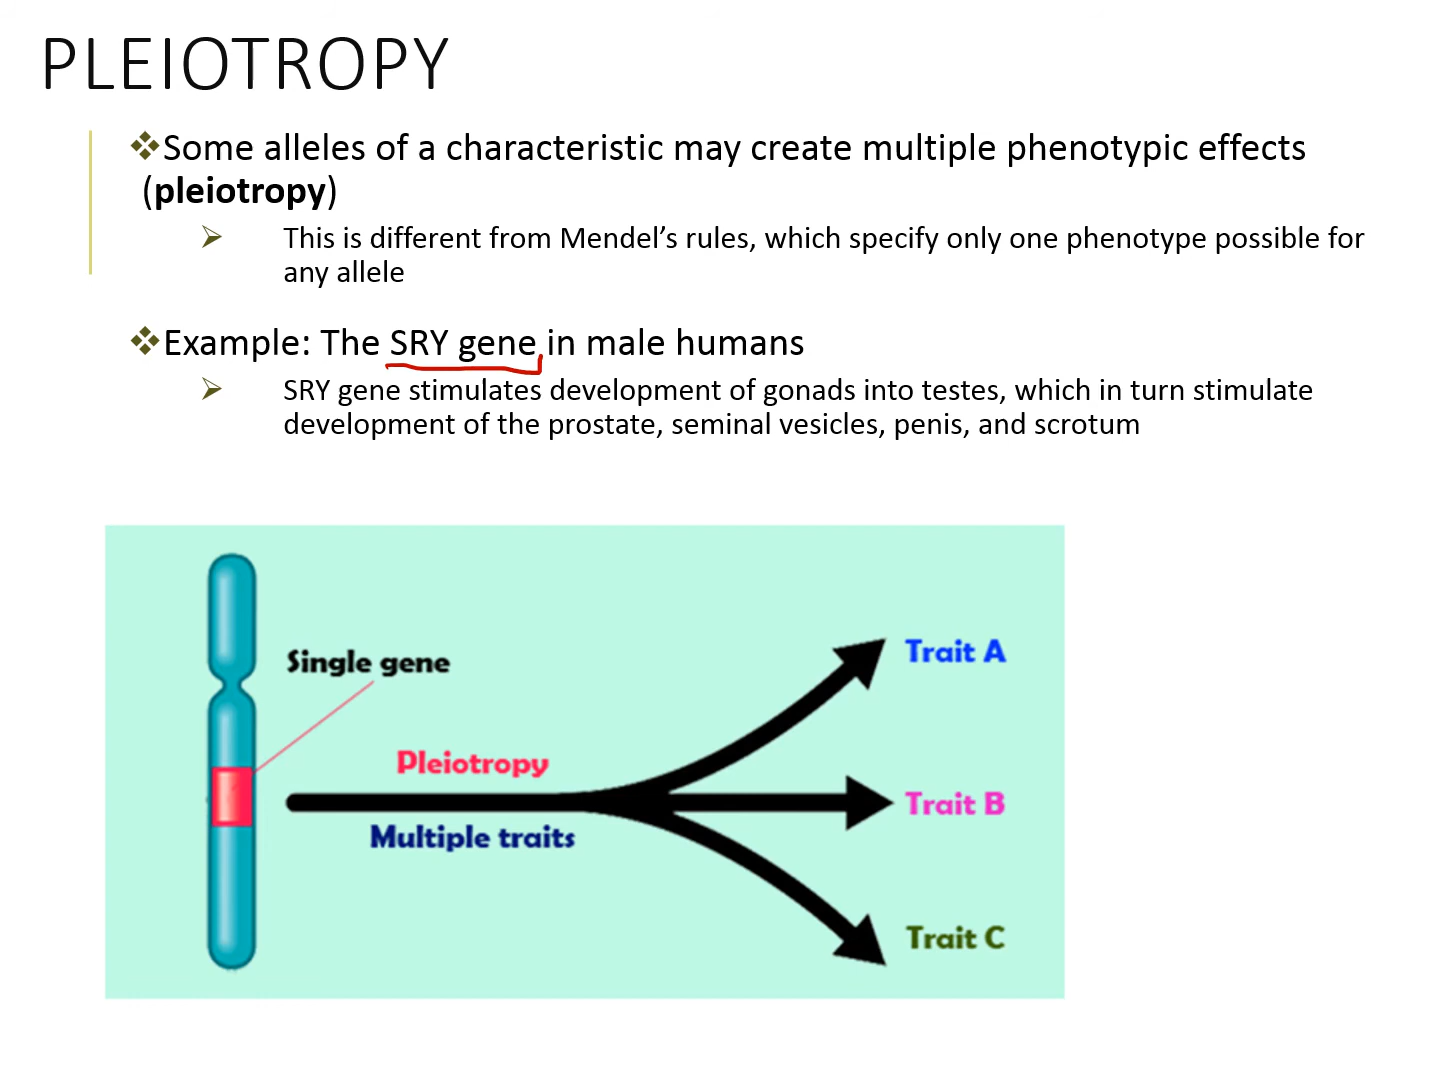 PLEIOTROPY
❖Some alleles of a characteristic may create multiple phenotypic effects
(pleiotropy)
➢ This is different from Mendel’s rules, which specify only one phenotype possible for
any allele
❖Example: The SRY gene in male humans
➢ SRY gene stimulates development of gonads into testes, which in turn stimulate
development of the prostate, seminal vesicles, penis, and scrotum
Single gene
Pleiotropy
Multiple traits
Trait A
Trait B
Trait C